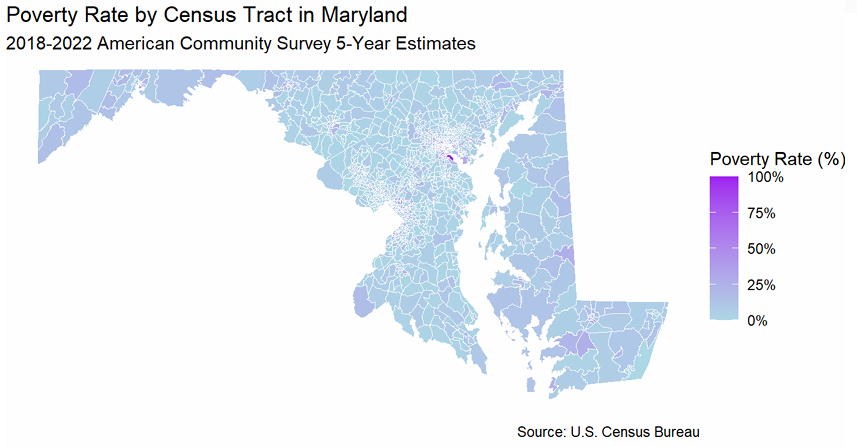 Poverty Rate by Census Tract in Maryland
2018-2022 American Community Survey 5-Year Estimates
Poverty Rate (%)
100%
75%
50%
25%
0%
Source: U.S. Census Bureau